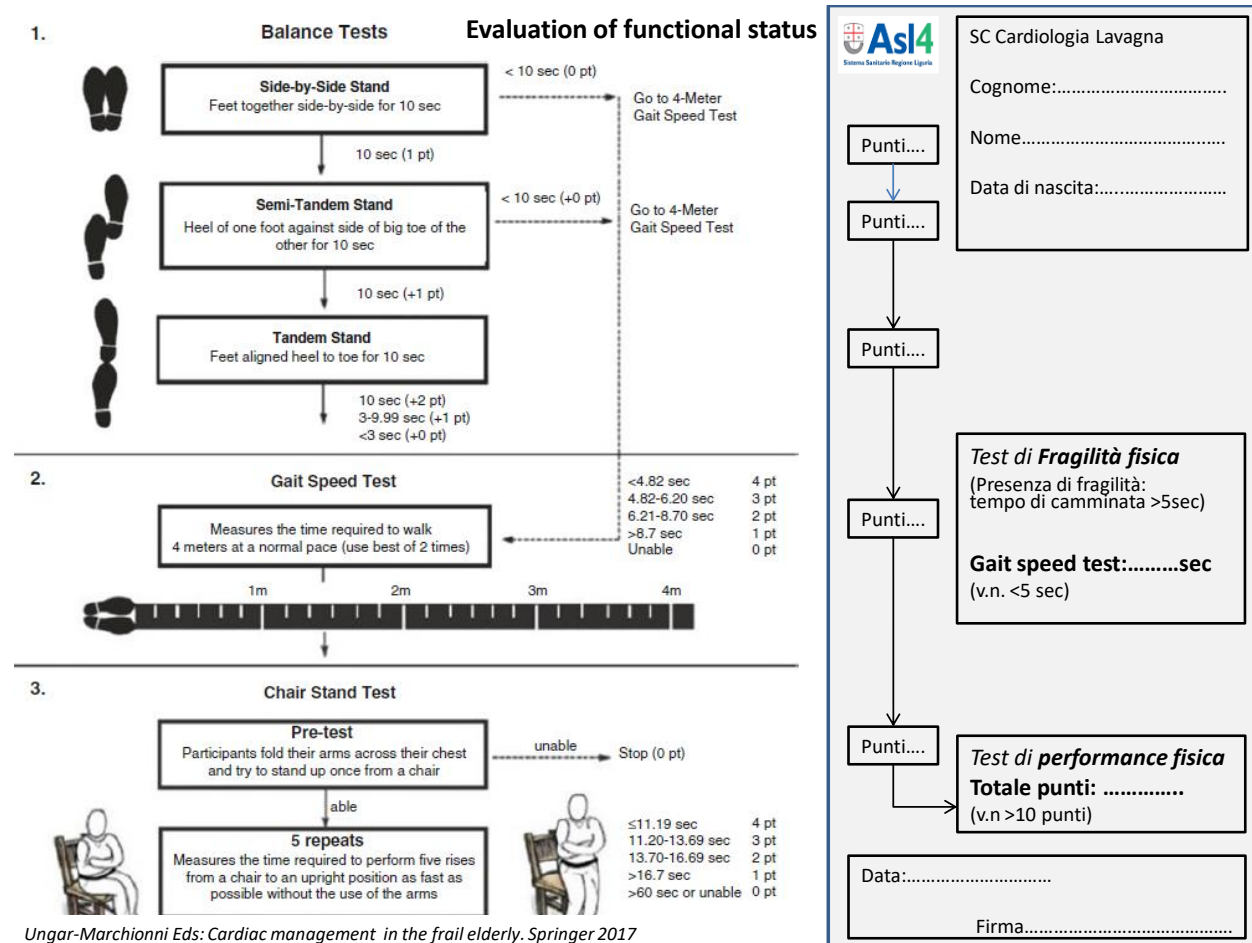 Evaluation of functional status
1.
Balance Tests
Side-by-Side Stand
Feet together side-by-side for 10 sec
< 10 sec (0 pt)
Go to 4-Meter
Gait Speed Test
10 sec (1 pt)
Semi-Tandem Stand
Heel of one foot against side of big toe of the
other for 10 sec
< 10 sec (+0 pt)
Go to 4-Meter
Gait Speed Test
10 sec (+1 pt)
Tandem Stand
Feet aligned heel to toe for 10 sec
10 sec (+2 pt)
3-9.99 sec (+1 pt)
<3 sec (+0 pt)
2.
Gait Speed Test
Measures the time required to walk
4 meters at a normal pace (use best of 2 times)
<4.82 sec 4 pt
4.82-6.20 sec 3 pt
6.21-8.70 sec 2 pt
>8.7 sec 1 pt
Unable 0 pt
1m 2m 3m 4m
3.
Chair Stand Test
Pre-test
Participants fold their arms across their chest
and try to stand up once from a chair
unable
Stop (0 pt)
able
5 repeats
Measures the time required to perform five rises
from a chair to an upright position as fast as
possible without the use of the arms
≤11.19 sec 4 pt
11.20-13.69 sec 3 pt
13.70-16.69 sec 2 pt
>16.7 sec 1 pt
>60 sec or unable 0 pt
Ungar-Marchionni Eds: Cardiac management in the frail elderly. Springer 2017
Asl4
Sistema Sanitario Regione Liguria
SC Cardiologia Lavagna
Cognome:…………………………..
Nome……………………………..…..
Data di nascita:…..…………………
Punti….
Punti….
Punti….
Punti….
Test di Fragilità fisica
(Presenza di fragilità:
tempo di camminata >5sec)
Gait speed test:………sec
(v.n. <5 sec)
Punti….
Test di performance fisica
Totale punti: …………..
(v.n >10 punti)
Data:………………………
Firma…………………………………